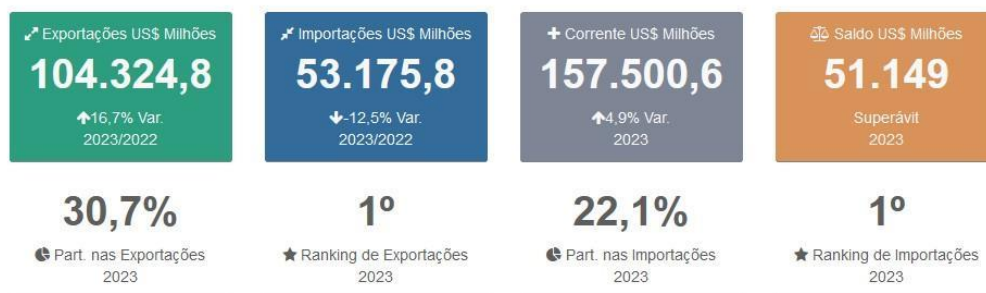 Exportações US$ Milhões
104.324,8
16,7% Var.
2023/2022
Importações US$ Milhões
53.175,8
-12,5% Var.
2023/2022
Corrente US$ Milhões
157.500,6
4,9% Var.
2023
Saldo US$ Milhões
51.149
Superávit
2023
30,7%
Part. nas Exportações
2023
1º
Ranking de Exportações
2023
22,1%
Part. nas Importações
2023
1º
Ranking de Importações
2023